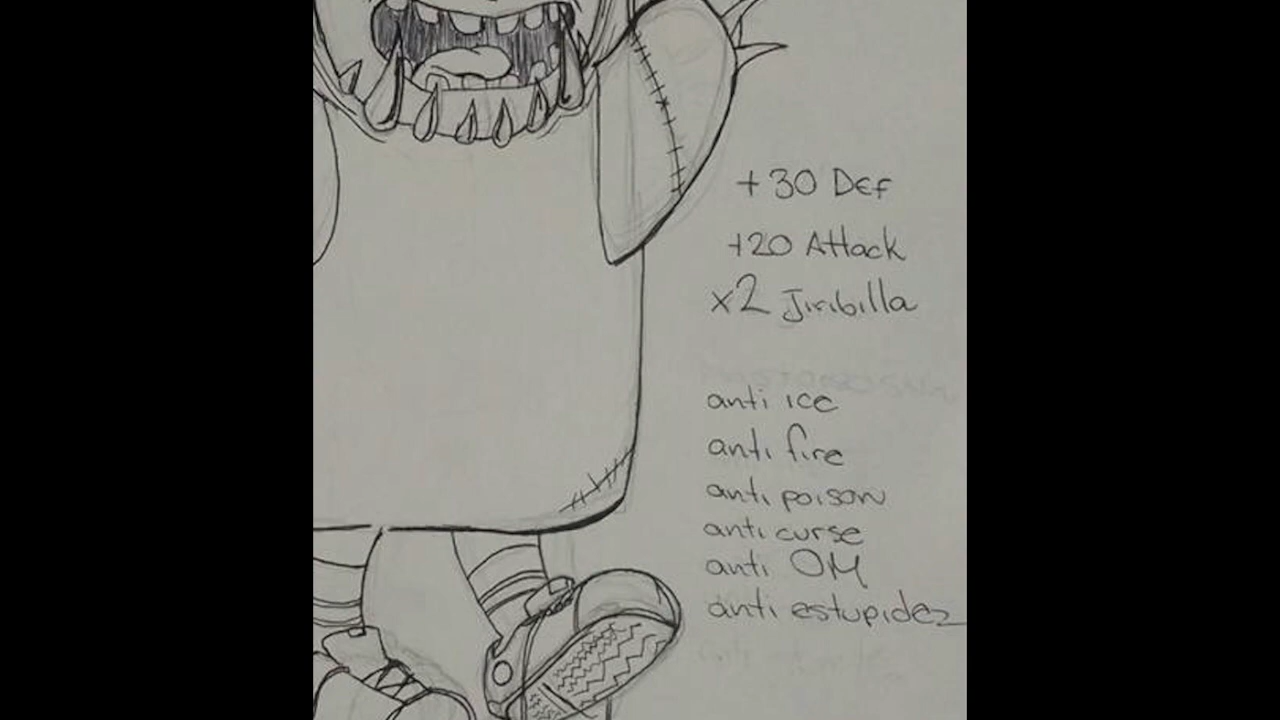 +30 Def
+20 Attack
x2 Jiribilla
anti ice
anti fire
anti poison
anti curse
anti OM
anti estupidez